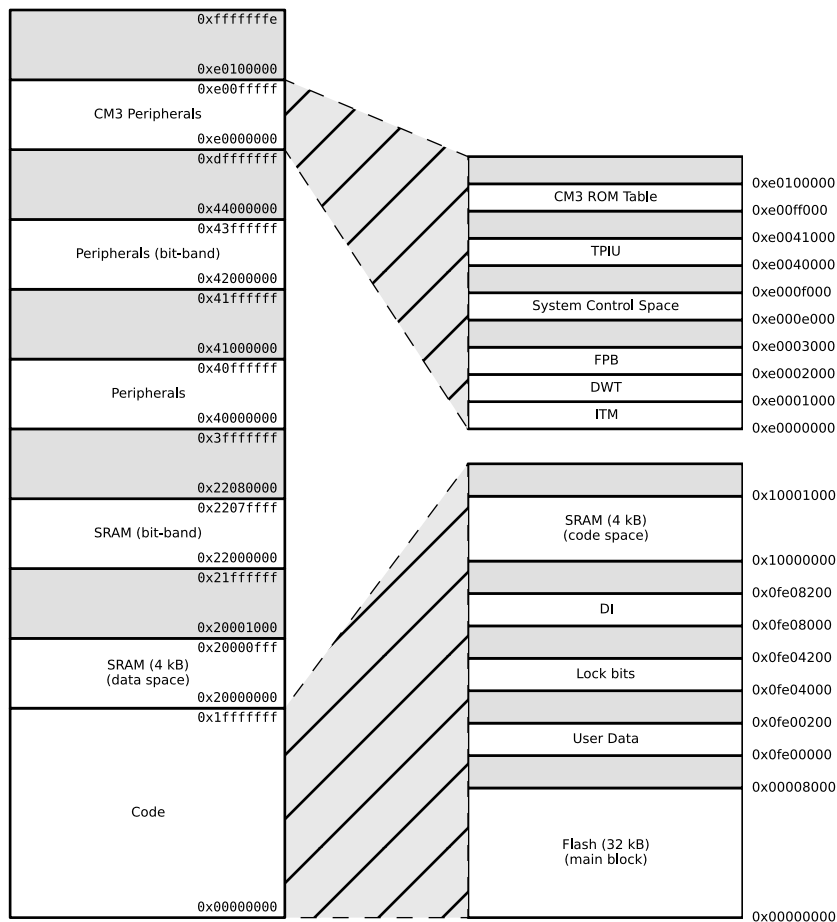 0xfffffffe
0xe0100000
0xe00fffff
CM3 Peripherals
0xe0000000
0xdfffffff
0x44000000
0x43ffffff
Peripherals (bit-band)
0x42000000
0x41ffffff
0x41000000
0x40ffffff
Peripherals
0x40000000
0x3fffffff
0x22080000
0x2207ffff
SRAM (bit-band)
0x22000000
0x21ffffff
0x20001000
0x20000fff
SRAM (4 kB)
(data space)
0x20000000
0x1fffffff
Code
0x00000000
0xe0100000
CM3 ROM Table
0xe00ff000
0xe0041000
TPIU
0xe0040000
0xe000f000
System Control Space
0xe000e000
0xe0003000
FPB
0xe0002000
DWT
0xe0001000
ITM
0xe0000000
0x10001000
SRAM (4 kB)
(code space)
0x10000000
0x0fe08200
DI
0x0fe08000
0x0fe04200
Lock bits
0x0fe04000
0x0fe00200
User Data
0x0fe00000
0x00008000
Flash (32 kB)
(main block)
0x00000000